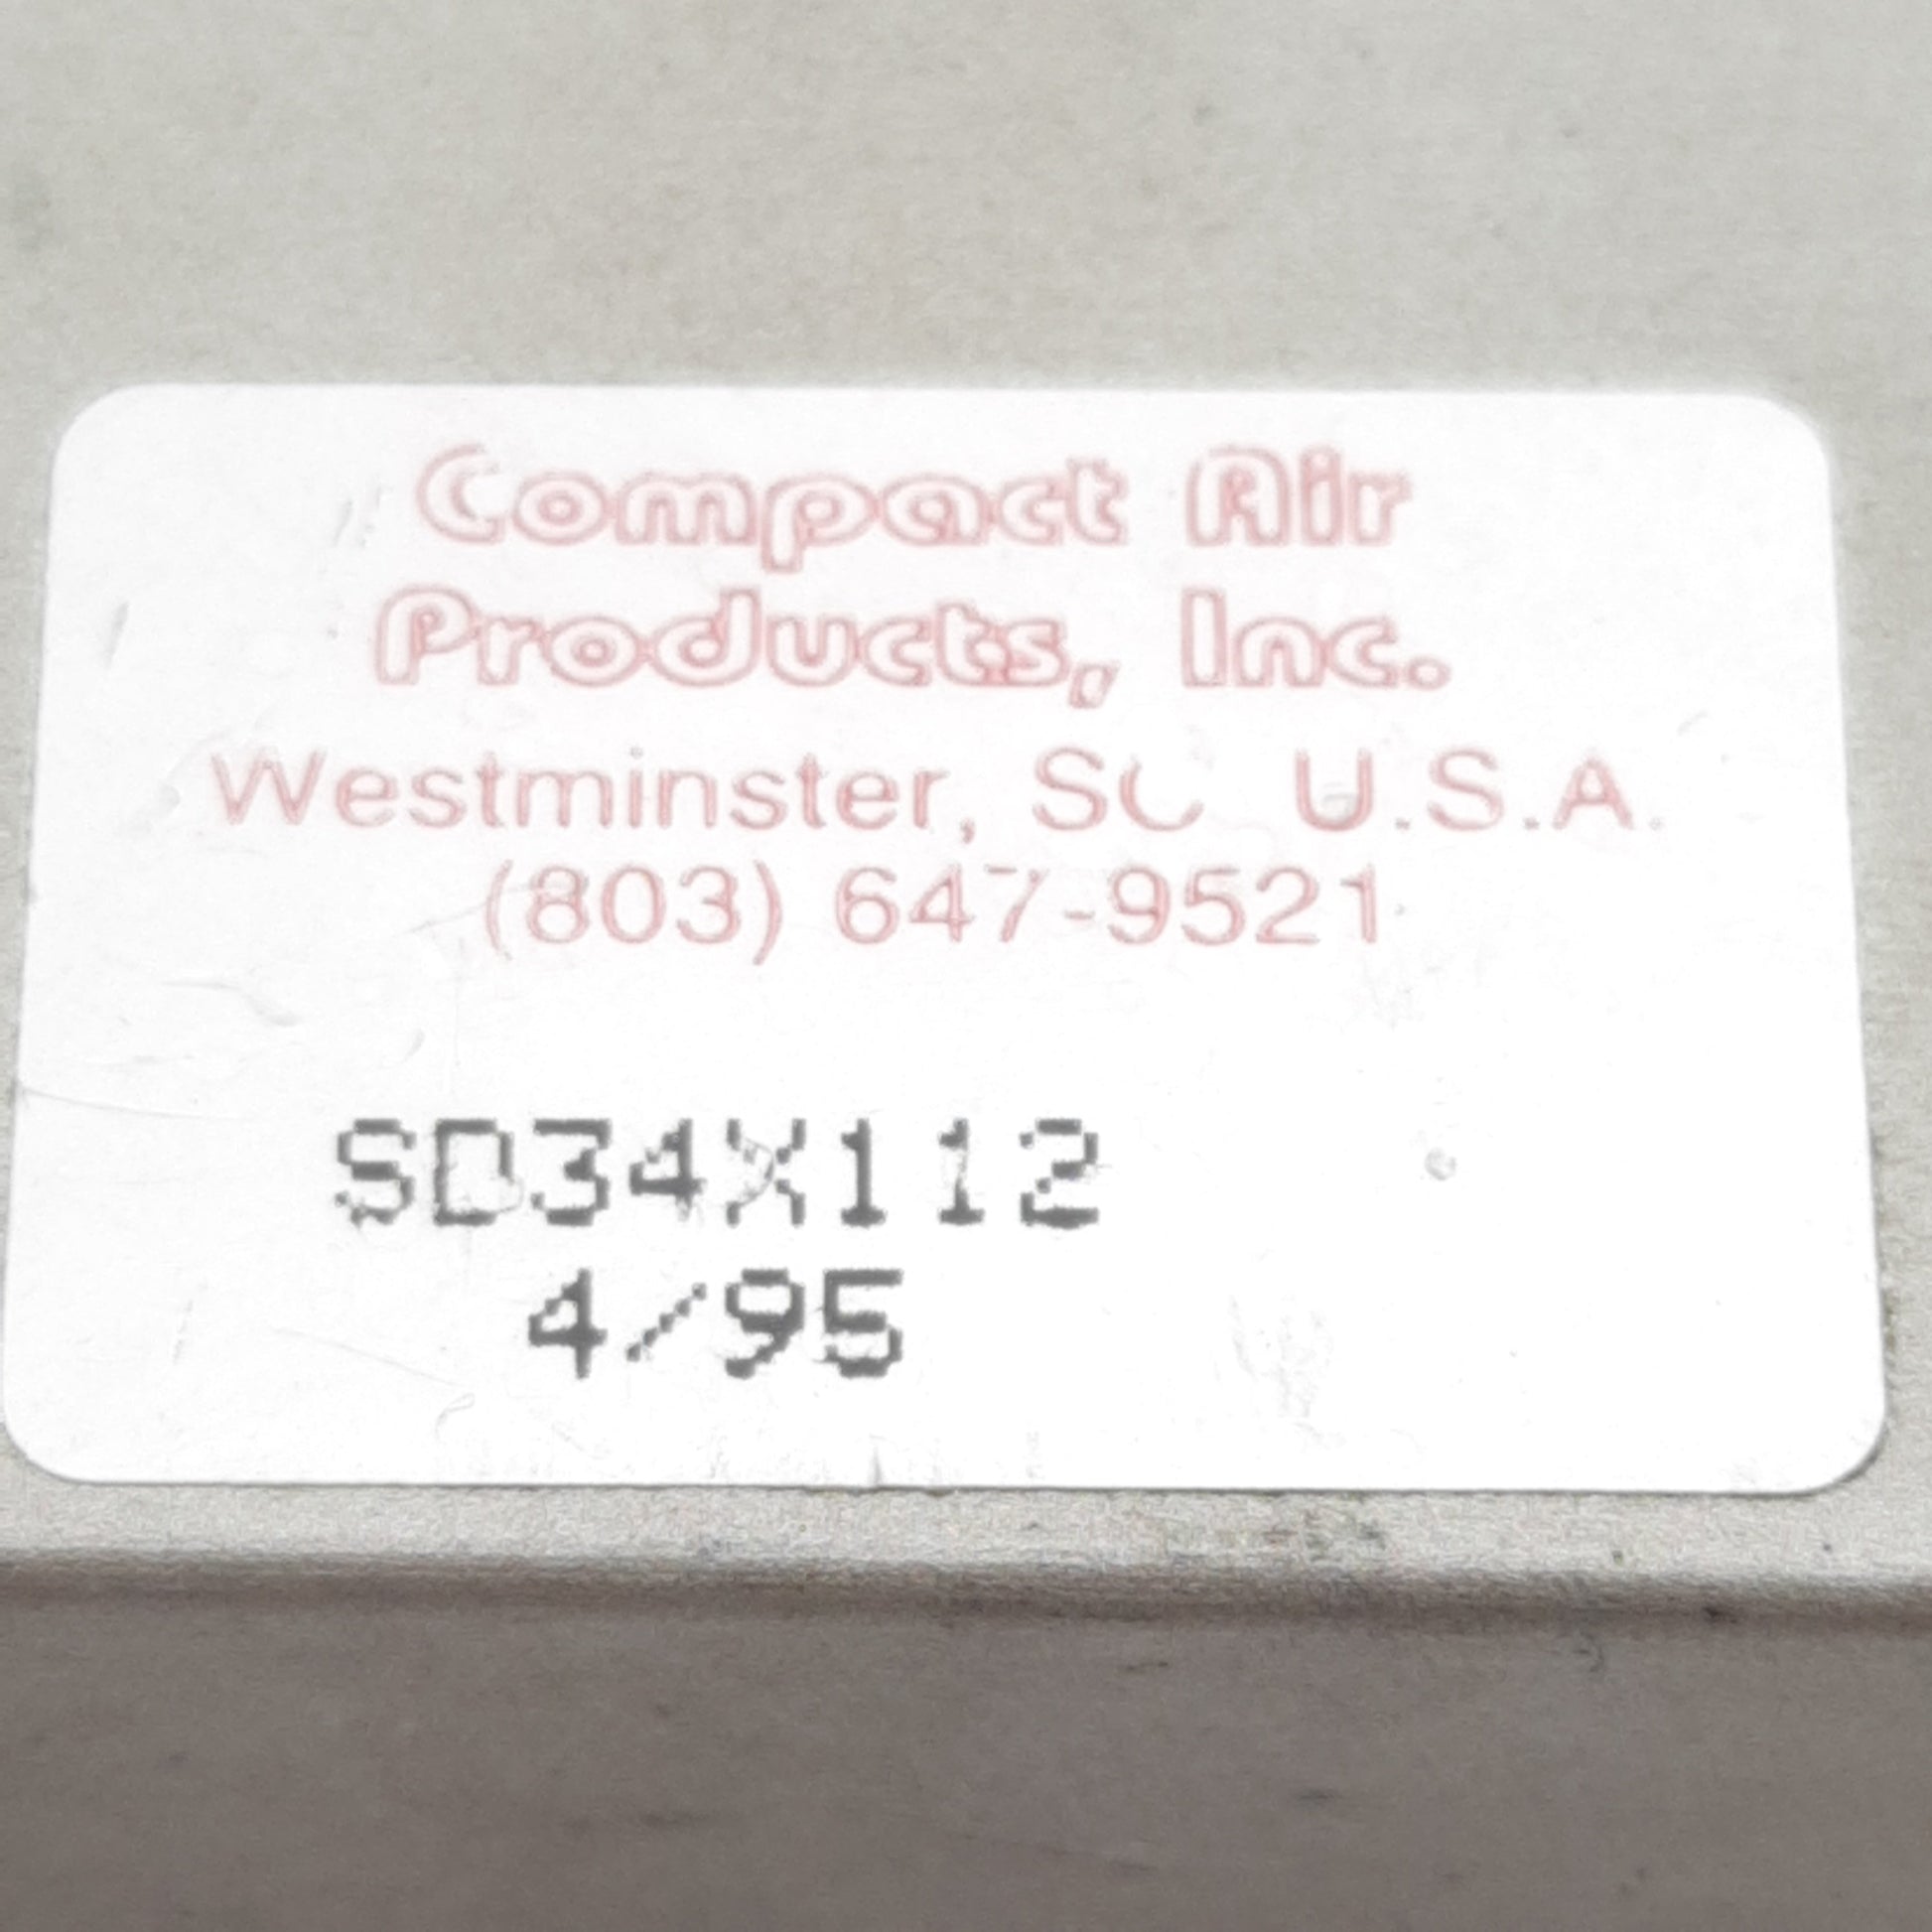 Compact Air
Products, Inc.
Westminster, SC U.S.A.
(803) 647-9521
SD34X112
4/95